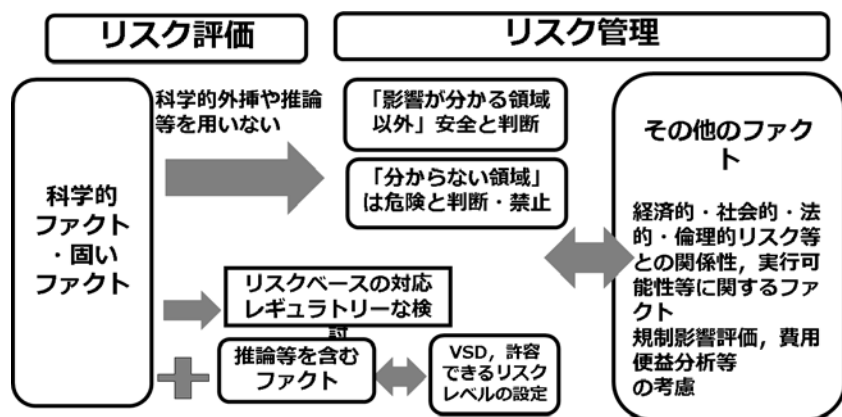 リスク評価
リスク管理
科学的
ファクト
・固い
ファクト
科学的外挿や推論
等を用いない
「影響が分かる領域
以外」安全と判断
「分からない領域」
は危険と判断・禁止
リスクベースの対応
レギュラトリーな検
討
推論等を含む
ファクト
VSD，許容
できるリスク
レベルの設定
その他のファク
ト
経済的・社会的・法
的・倫理的リスク等
との関係性，実行可
能性等に関するファ
クト
規制影響評価，費用
便益分析等
の考慮